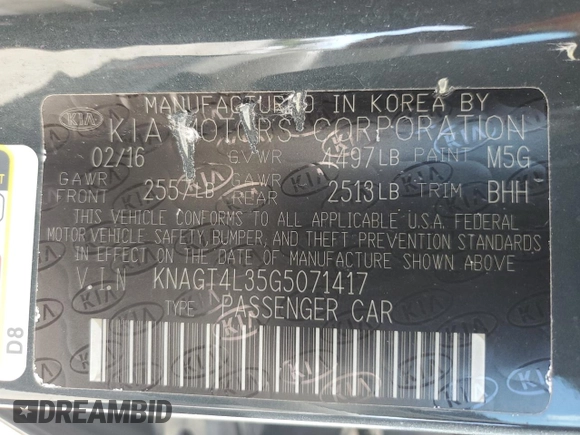 MANUFACTURED IN KOREA BY
KIA MOTORS CORPORATION
02/16 GVWR 4497LB PAINT M5G
GAWR FRONT 2557LB GAWR REAR 2513LB TRIM BHH
THIS VEHICLE CONFORMS TO ALL APPLICABLE U.S.A. FEDERAL
MOTOR VEHICLE SAFETY, BUMPER, AND THEFT PREVENTION STANDARDS
IN EFFECT ON THE DATE OF MANUFACTURE SHOWN ABOVE.
V.I.N KNAGT4L35G5071417
TYPE PASSENGER CAR
KIA
D8
DREAMBID